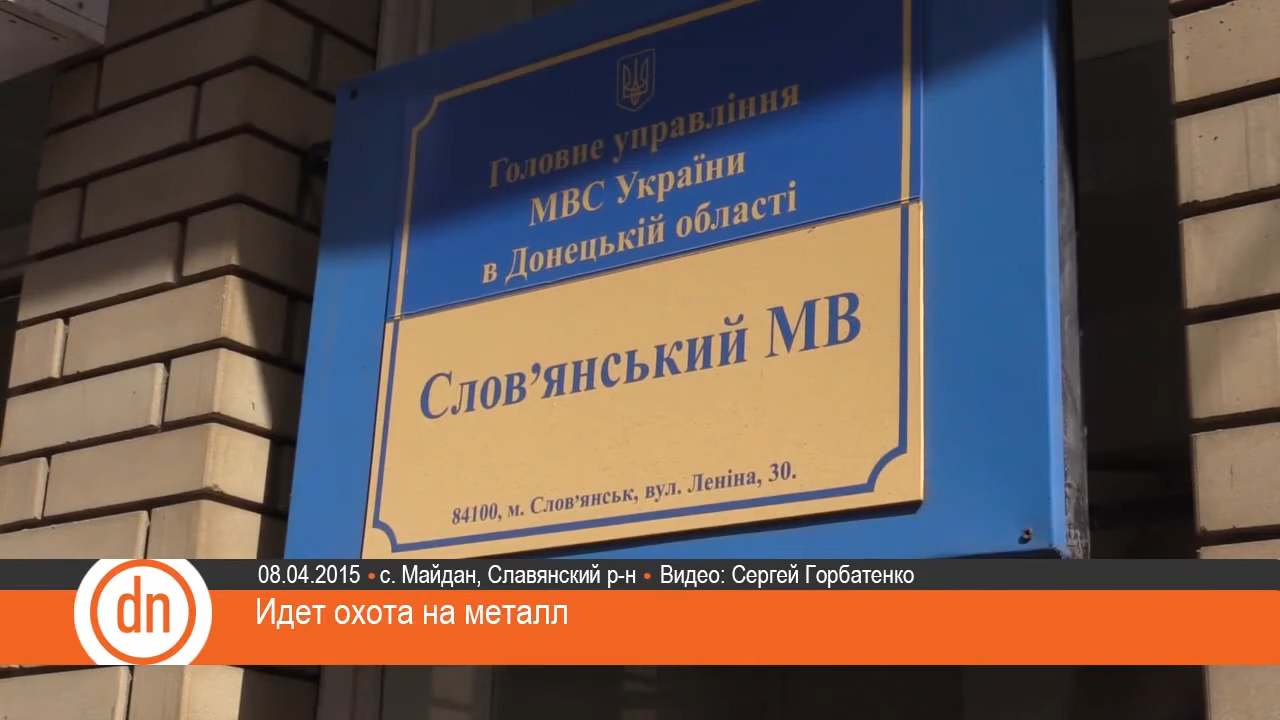 Головне управління
МВС України
в Донецькій області
Слов’янський МВ
84100, м. Слов’янськ, вул. Леніна, 30.
08.04.2015 • с. Майдан, Славянский р-н • Видео: Сергей Горбатенко
dn
Идет охота на металл